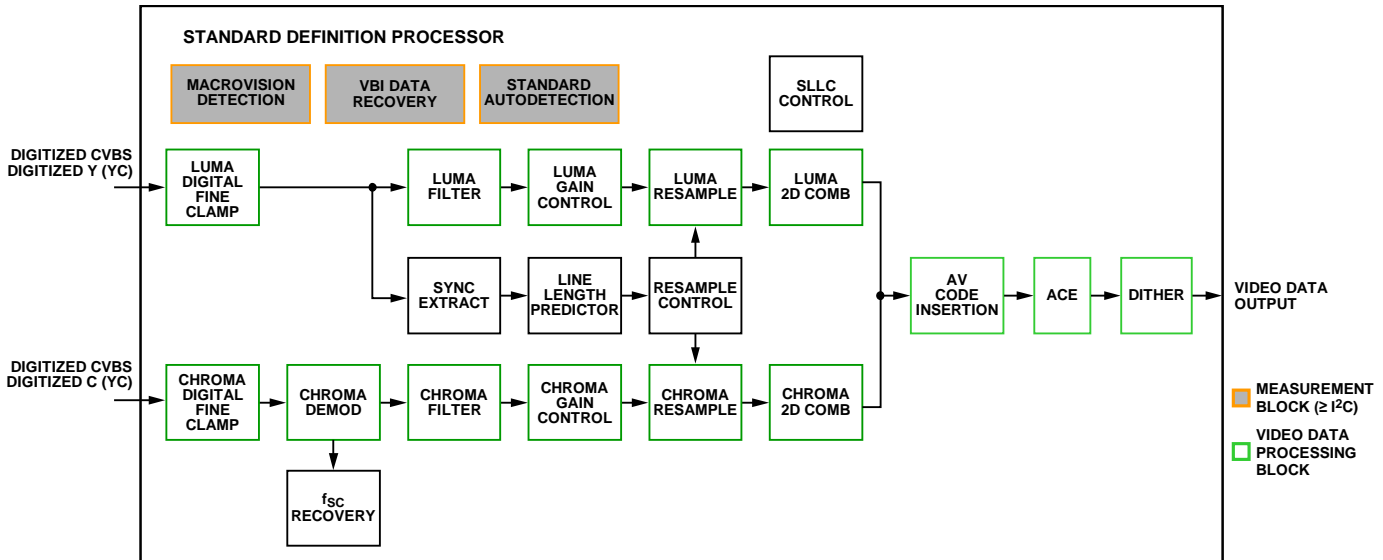 STANDARD DEFINITION PROCESSOR
MACROVISION
DETECTION
VBI DATA
RECOVERY
STANDARD
AUTODETECTION
SLLC
CONTROL
DIGITIZED CVBS
DIGITIZED Y (YC)
LUMA
DIGITAL
FINE
CLAMP
LUMA
FILTER
LUMA
GAIN
CONTROL
LUMA
RESAMPLE
LUMA
2D COMB
SYNC
EXTRACT
LINE
LENGTH
PREDICTOR
RESAMPLE
CONTROL
AV
CODE
INSERTION
ACE
DITHER
VIDEO DATA
OUTPUT
DIGITIZED CVBS
DIGITIZED C (YC)
CHROMA
DIGITAL
FINE
CLAMP
CHROMA
DEMOD
CHROMA
FILTER
CHROMA
GAIN
CONTROL
CHROMA
RESAMPLE
CHROMA
2D COMB
fSC
RECOVERY
MEASUREMENT
BLOCK (≥ I²C)
VIDEO DATA
PROCESSING
BLOCK